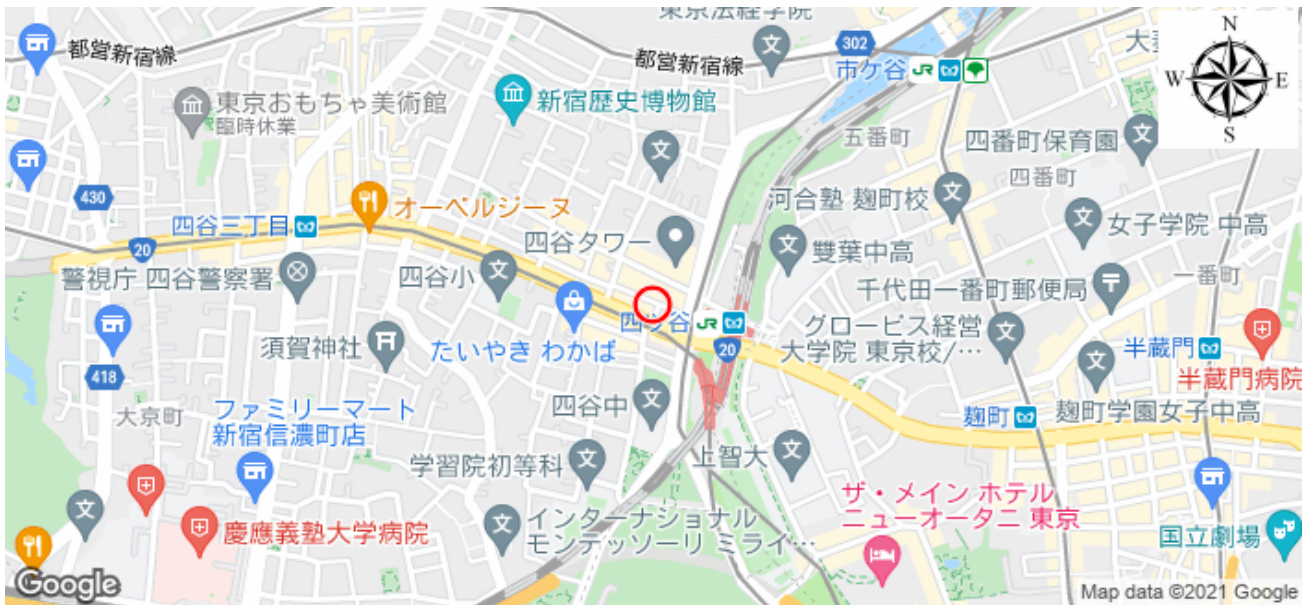 東京法経学院
N
302
都営新宿線
都営新宿線
市ケ谷
JR
W
E
東京おもちゃ美術館
臨時休業
新宿歴史博物館
S
五番町
四番町保育園
四番町
430
河合塾 麹町校
オーベルジーヌ
四谷三丁目
四谷タワー
女子学院 中高
20
雙葉中高
警視庁 四谷警察署
四谷小
一番町
千代田一番町郵便局
四ツ谷
JR
グロービス経営
大学院 東京校/…
須賀神社
たいやき わかば
20
半蔵門
418
半蔵門病院
大京町
ファミリーマート
新宿信濃町店
四谷中
麹町
麹町学園女子中高
学習院初等科
上智大
ザ・メイン ホテル
ニューオータニ 東京
慶應義塾大学病院
インターナショナル
モンテッソーリ ミライ…
国立劇場
Google
Map data ©2021 Google